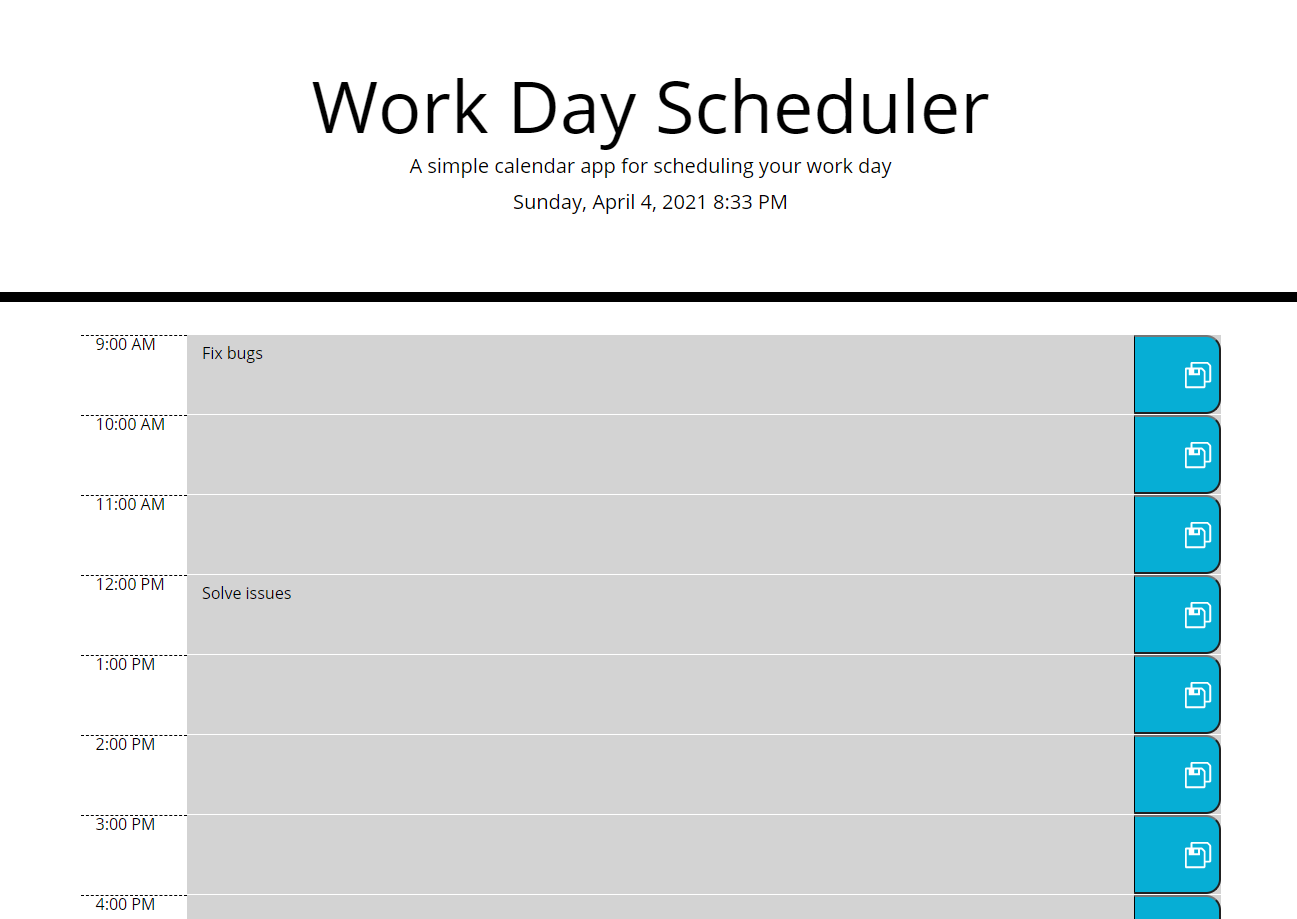 Work Day Scheduler
A simple calendar app for scheduling your work day
Sunday, April 4, 2021 8:33 PM
9:00 AM
Fix bugs
10:00 AM
11:00 AM
12:00 PM
Solve issues
1:00 PM
2:00 PM
3:00 PM
4:00 PM